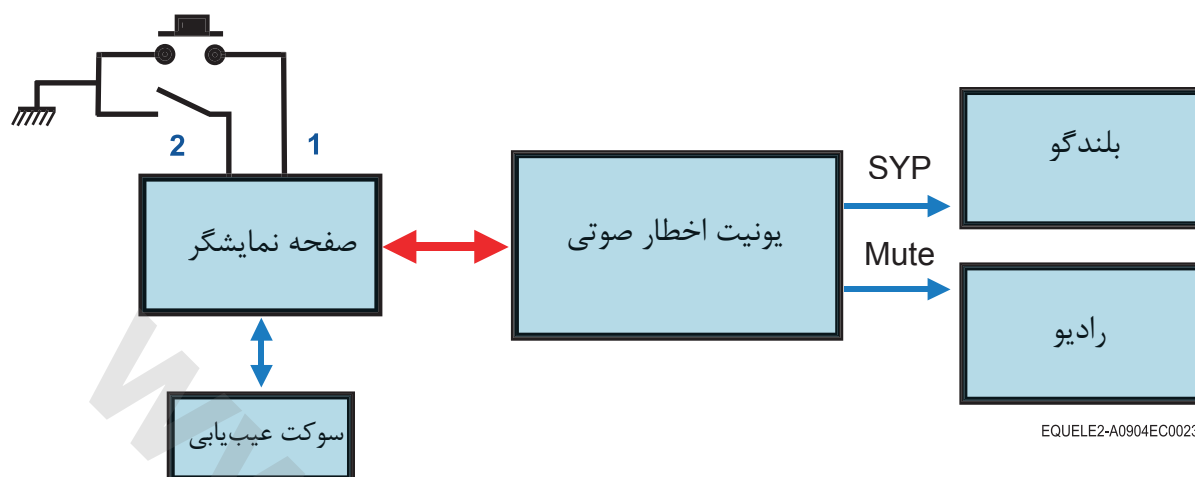 2
1
صفحه نمایشگر
یونیت اخطار صوتی
SYP
Mute
بلندگو
رادیو
سوکت عیب‌یابی
EQUELE2-A0904EC0023
W